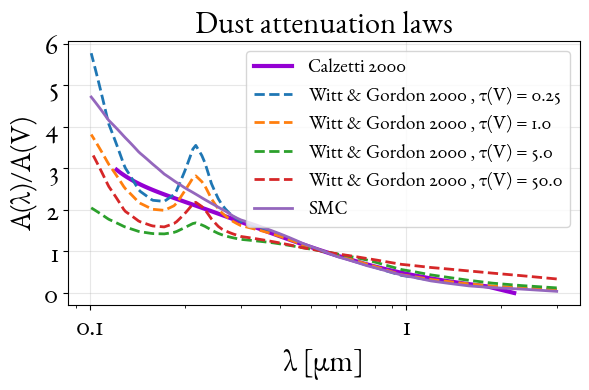 Dust attenuation laws
A(λ)/A(V)
6
5
4
3
2
1
0
Calzetti 2000
Witt & Gordon 2000 , τ(V) = 0.25
Witt & Gordon 2000 , τ(V) = 1.0
Witt & Gordon 2000 , τ(V) = 5.0
Witt & Gordon 2000 , τ(V) = 50.0
SMC
0.1
1
λ [μm]